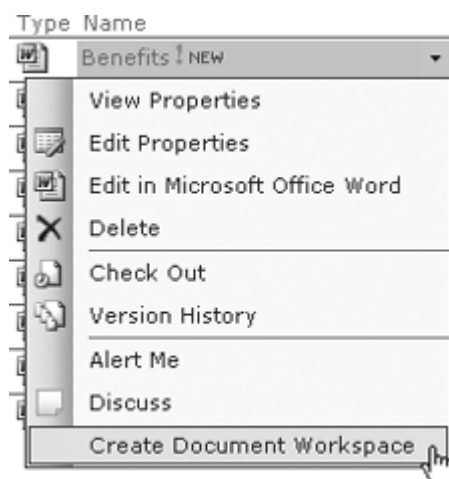 Type Name
Benefits ! NEW
View Properties
Edit Properties
Edit in Microsoft Office Word
Delete
Check Out
Version History
Alert Me
Discuss
Create Document Workspace